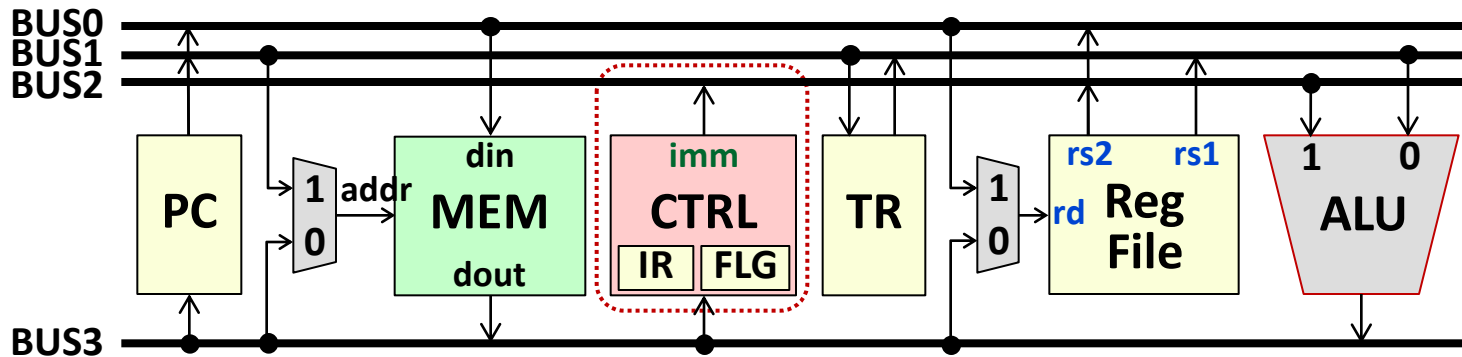 BUS0
BUS1
BUS2
din
imm
rs2 rs1
1 0
1 addr
PC MEM CTRL TR 1 rd Reg ALU
0 0 File
IR FLG
dout
BUS3